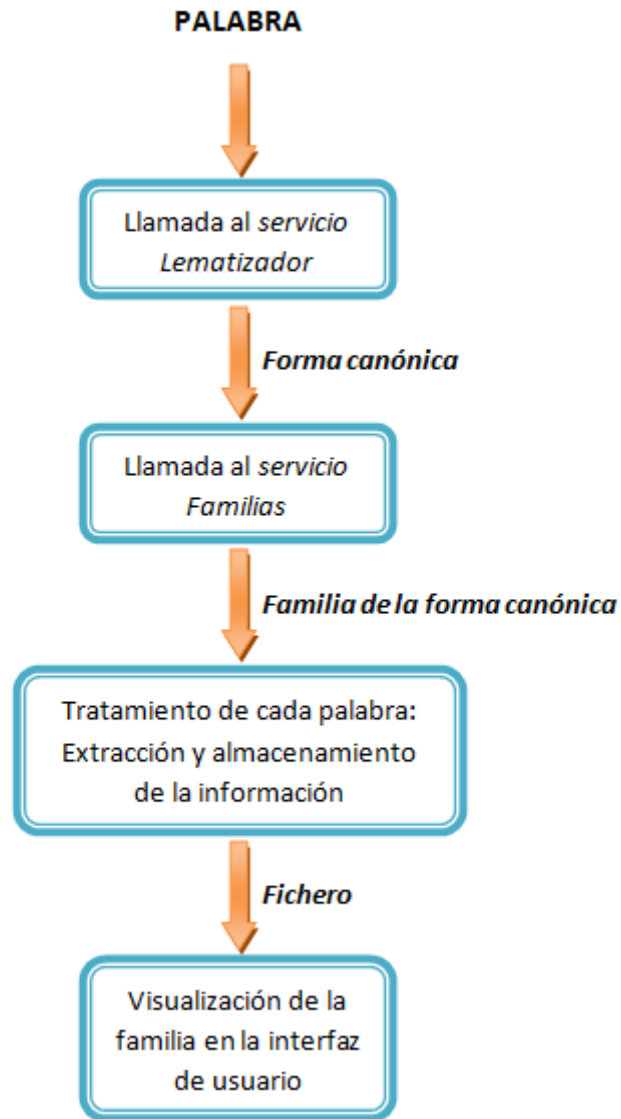 PALABRA
Llamada al servicio
Lematizador
Forma canónica
Llamada al servicio
Familias
Familia de la forma canónica
Tratamiento de cada palabra:
Extracción y almacenamiento
de la información
Fichero
Visualización de la
familia en la interfaz
de usuario